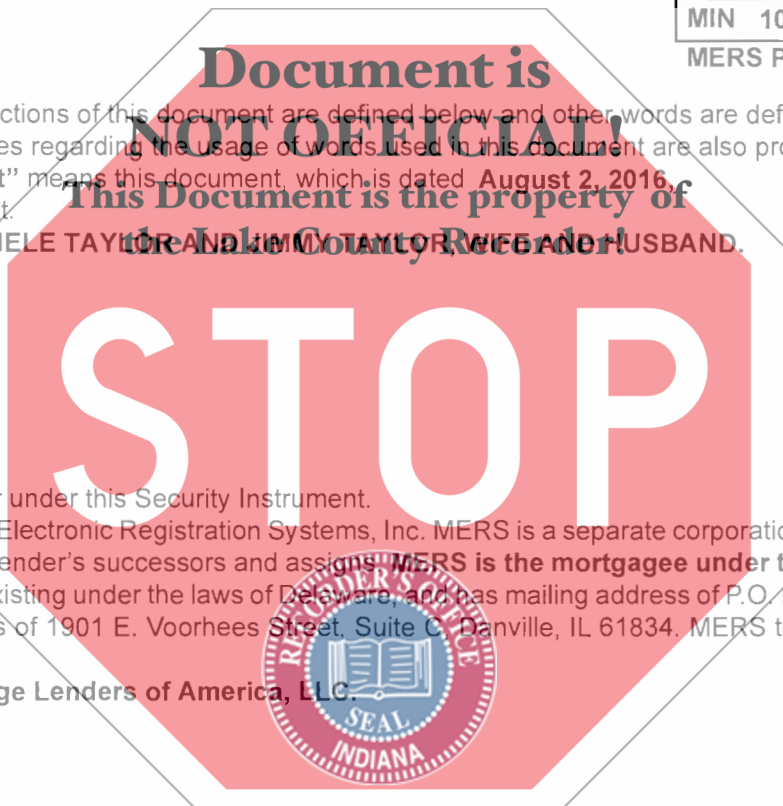 MIN 10
Document is
MERS P
ctions of this document are defined below and other words are def
NOT OFFICIAL!
es regarding the usage of words used in this document are also pro
t” means this document, which is dated August 2, 2016,
This Document is the property of
t.
ELE TAYLOR AND JIMMY TAYLOR, WIFE AND HUSBAND.
the Lake County Recorder!
STOP
r under this Security Instrument.
Electronic Registration Systems, Inc. MERS is a separate corporatio
ender’s successors and assigns. MERS is the mortgagee under t
xisting under the laws of Delaware, and has mailing address of P.O.
s of 1901 E. Voorhees Street, Suite C, Danville, IL 61834. MERS t
ge Lenders of America, LLC.
RECORDER'S OFFICE
SEAL
INDIANA